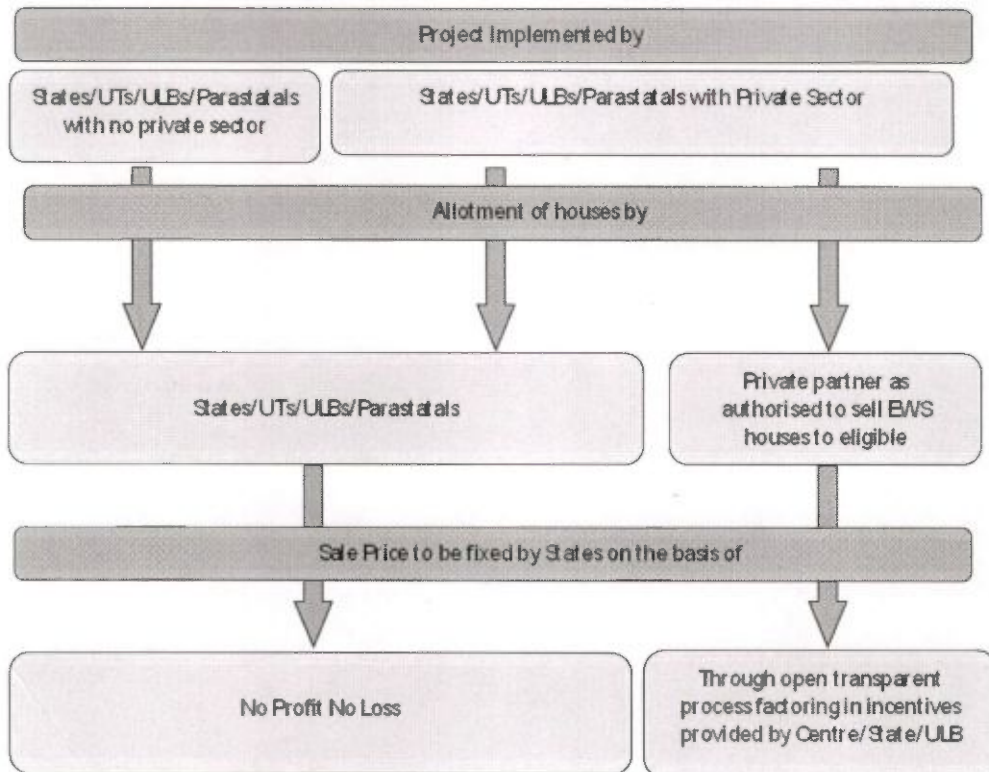 Project Implemented by
States/UTs/ULBs/Parastatals
with no private sector
States/UTs/ULBs/Parastatals with Private Sector
Allotment of houses by
States/UTs/ULBs/Parastatals
Private partner as
authorised to sell EWS
houses to eligible
Sale Price to be fixed by States on the basis of
No Profit No Loss
Through open transparent
process factoring in incentives
provided by Centre/State/ULB